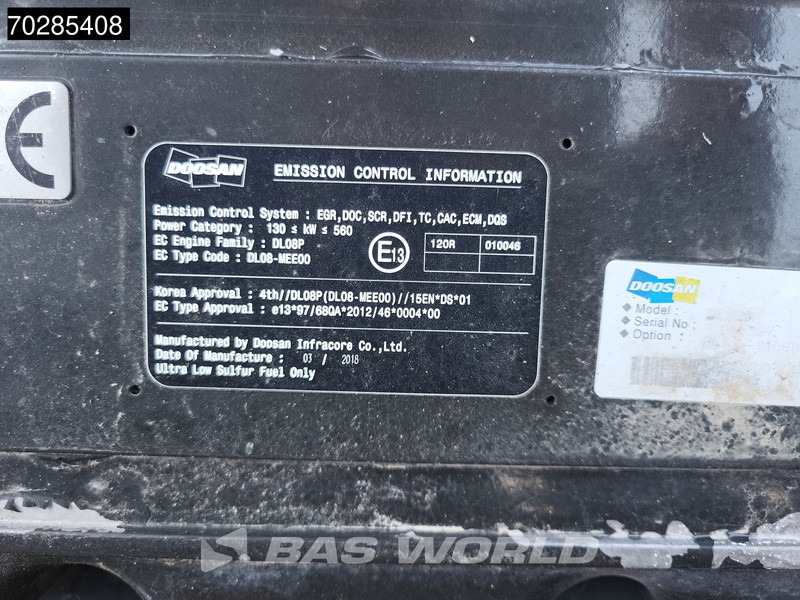 70285408
CE
DOOSAN
EMISSION CONTROL INFORMATION
Emission Control System : EGR,DOC,SCR,DFI,TC,CAC,ECM,DQS
Power Category : 130 ≤ kW ≤ 560
EC Engine Family : DL08P
EC Type Code : DL08-MEE00
E13
120R 010046
Korea Approval : 4th//DL08P(DL08-MEE00)//15EN*DS*01
EC Type Approval : e13*97/68QA*2012/46*0004*00
Manufactured by Doosan Infracore Co.,Ltd.
Date Of Manufacture : 03 / 2018
Ultra Low Sulfur Fuel Only
DOOSAN
Model :
Serial No :
Option :
BAS WORLD